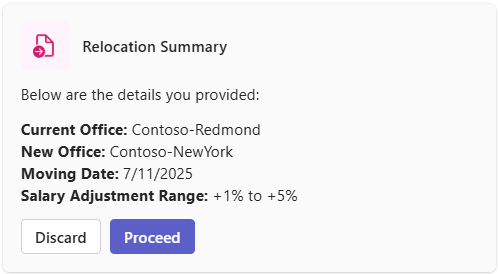 Relocation Summary
Below are the details you provided:
Current Office: Contoso-Redmond
New Office: Contoso-NewYork
Moving Date: 7/11/2025
Salary Adjustment Range: +1% to +5%
Discard Proceed